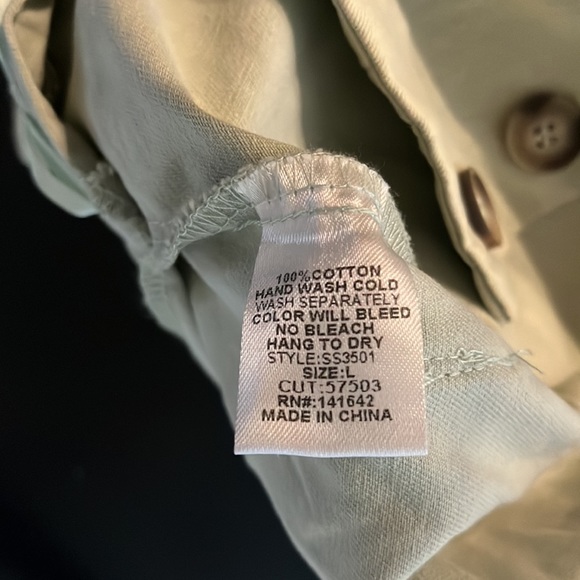 100%COTTON
HAND WASH COLD
WASH SEPARATELY
COLOR WILL BLEED
NO BLEACH
HANG TO DRY
STYLE:SS3501
SIZE:L
CUT:57503
RN#:141642
MADE IN CHINA